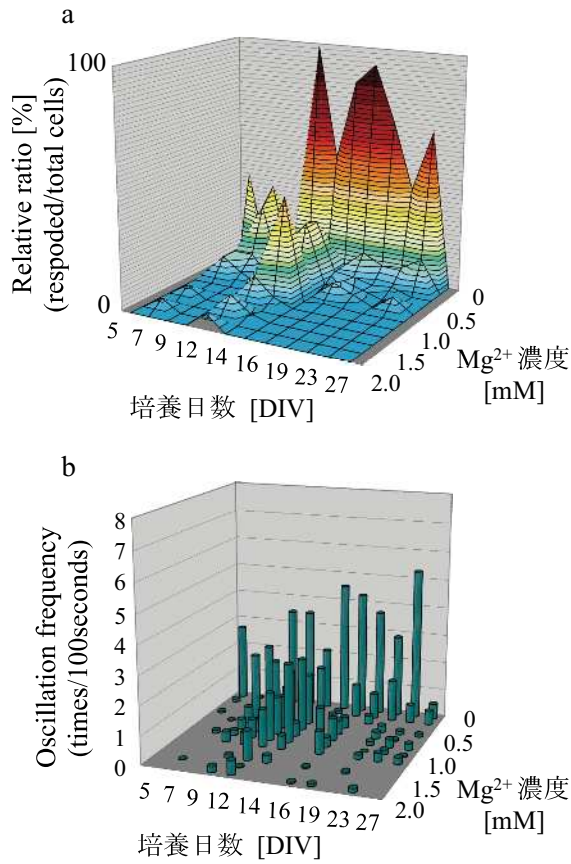 a
100
0
Relative ratio [%]
(respoded/total cells)
5 7 9 12 14 16 19 23 27
培養日数 [DIV]
0
0.5
1.0
1.5
2.0
Mg²⁺ 濃度
[mM]
b
8
7
6
5
4
3
2
1
0
Oscillation frequency
(times/100seconds)
5 7 9 12 14 16 19 23 27
培養日数 [DIV]
0
0.5
1.0
1.5
2.0
Mg²⁺ 濃度
[mM]